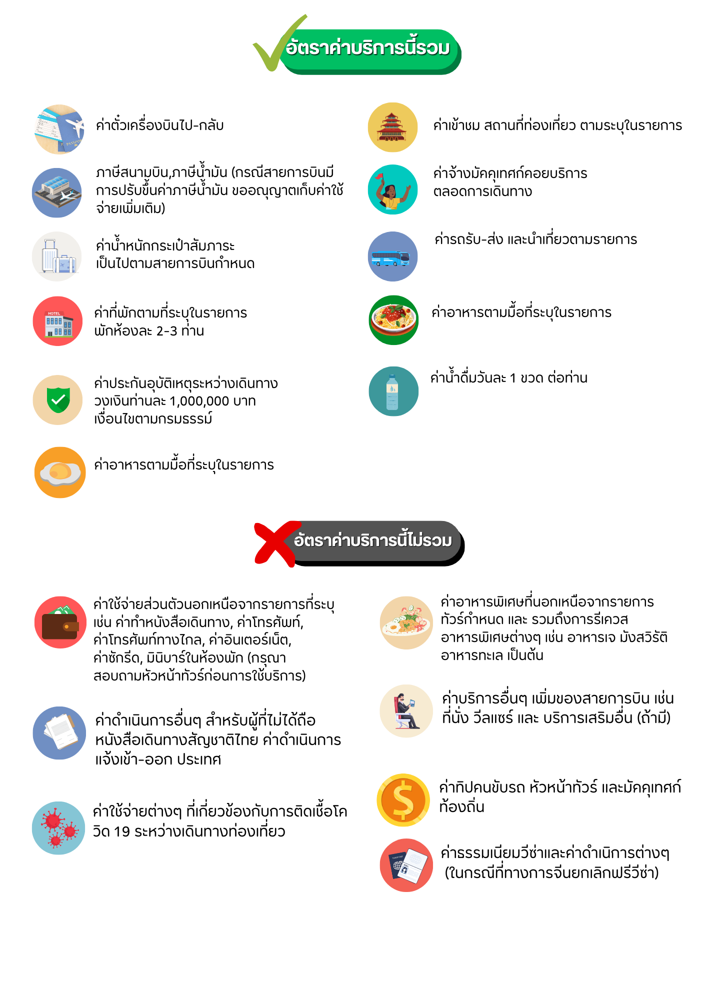 อัตราค่าบริการนี้รวม
ค่าตั๋วเครื่องบินไป-กลับ
ภาษีสนามบิน,ภาษีน้ำมัน (กรณีสายการบินมี
การปรับขึ้นค่าภาษีน้ำมัน ขออณุญาตเก็บค่าใช้
จ่ายเพิ่มเติม)
ค่าน้ำหนักกระเป๋าสัมภาระ
เป็นไปตามสายการบินกำหนด
HOTEL
ค่าที่พักตามที่ระบุในรายการ
พักห้องละ 2-3 ท่าน
ค่าประกันอุบัติเหตุระหว่างเดินทาง
วงเงินท่านละ 1,000,000 บาท
เงื่อนไขตามกรมธรรม์
ค่าอาหารตามมื้อที่ระบุในรายการ
ค่าเข้าชม สถานที่ท่องเที่ยว ตามระบุในรายการ
ค่าจ้างมัคคุเทศก์คอยบริการ
ตลอดการเดินทาง
ค่ารถรับ-ส่ง และนำเที่ยวตามรายการ
ค่าอาหารตามมื้อที่ระบุในรายการ
ค่าน้ำดื่มวันละ 1 ขวด ต่อท่าน
อัตราค่าบริการนี้ไม่รวม
ค่าใช้จ่ายส่วนตัวนอกเหนือจากรายการที่ระบุ
เช่น ค่าทำหนังสือเดินทาง, ค่าโทรศัพท์,
ค่าโทรศัพท์ทางไกล, ค่าอินเตอร์เน็ต,
ค่าซักรีด, มินิบาร์ในห้องพัก (กรุณา
สอบถามหัวหน้าทัวร์ก่อนการใช้บริการ)
ค่าดำเนินการอื่นๆ สำหรับผู้ที่ไม่ได้ถือ
หนังสือเดินทางสัญชาติไทย ค่าดำเนินการ
แจ้งเข้า-ออก ประเทศ
ค่าใช้จ่ายต่างๆ ที่เกี่ยวข้องกับการติดเชื้อโค
วิด 19 ระหว่างเดินทางท่องเที่ยว
ค่าอาหารพิเศษที่นอกเหนือจากรายการ
ทัวร์กำหนด และ รวมถึงการรีเควส
อาหารพิเศษต่างๆ เช่น อาหารเจ มังสวิรัติ
อาหารทะเล เป็นต้น
ค่าบริการอื่นๆ เพิ่มของสายการบิน เช่น
ที่นั่ง วีลแชร์ และ บริการเสริมอื่น (ถ้ามี)
ค่าทิปคนขับรถ หัวหน้าทัวร์ และมัคคุเทศก์
ท้องถิ่น
ค่าธรรมเนียมวีซ่าและค่าดำเนิการต่างๆ
(ในกรณีที่ทางการจีนยกเลิกฟรีวีซ่า)